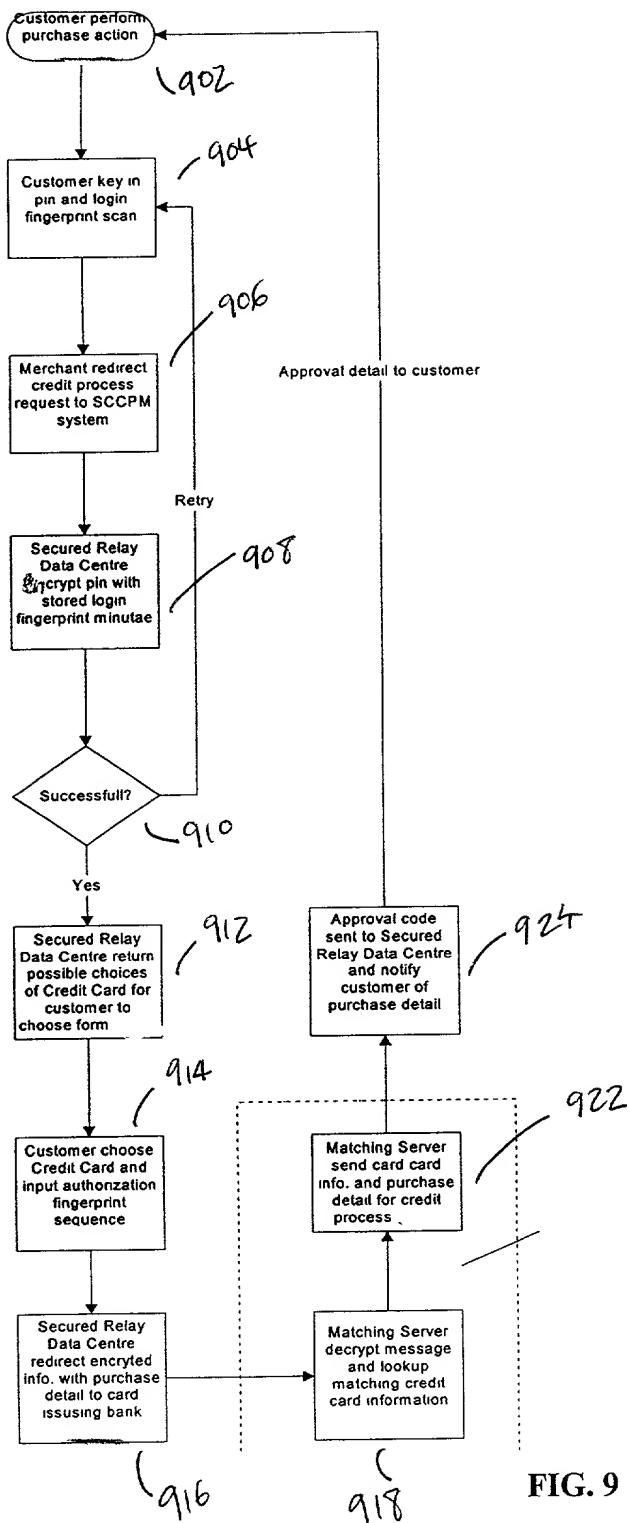 Customer perform
purchase action
902
904
Customer key in
pin and login
fingerprint scan
906
Merchant redirect
credit process
request to SCCPM
system
Approval detail to customer
Retry
908
Secured Relay
Data Centre
crypt pin with
stored login
fingerprint minutae
Successfull?
910
Yes
912
Secured Relay
Data Centre return
possible choices
of Credit Card for
customer to
choose form
Approval code
sent to Secured
Relay Data Centre
and notify
customer of
purchase detail
924
914
Customer choose
Credit Card and
input authorization
fingerprint
sequence
922
Matching Server
send card card
info. and purchase
detail for credit
process
Secured Relay
Data Centre
redirect encryted
info. with purchase
detail to card
issusing bank
916
Matching Server
decrypt message
and lookup
matching credit
card information
918
FIG. 9